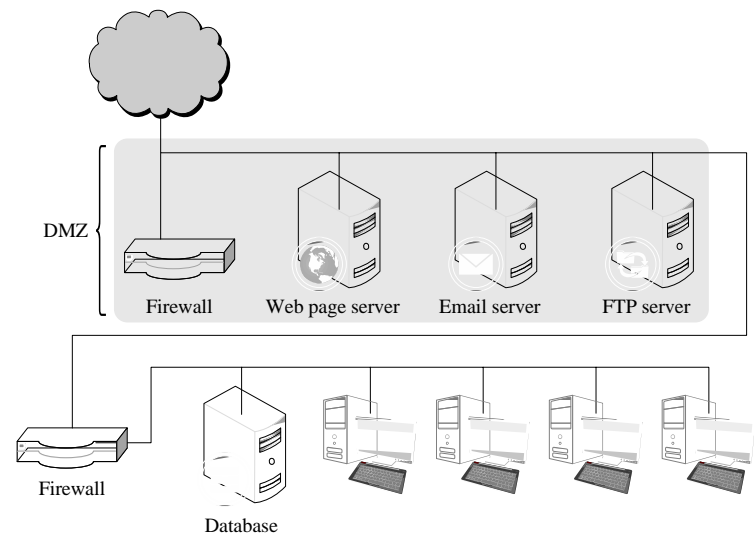 DMZ
Firewall
Web page server
Email server
FTP server
Firewall
Database